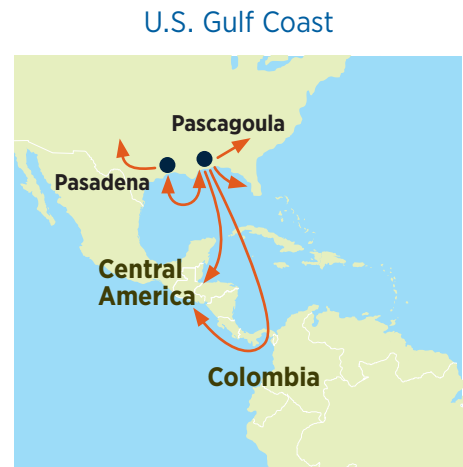 U.S. Gulf Coast
Pascagoula
Pasadena
Central
America
Colombia